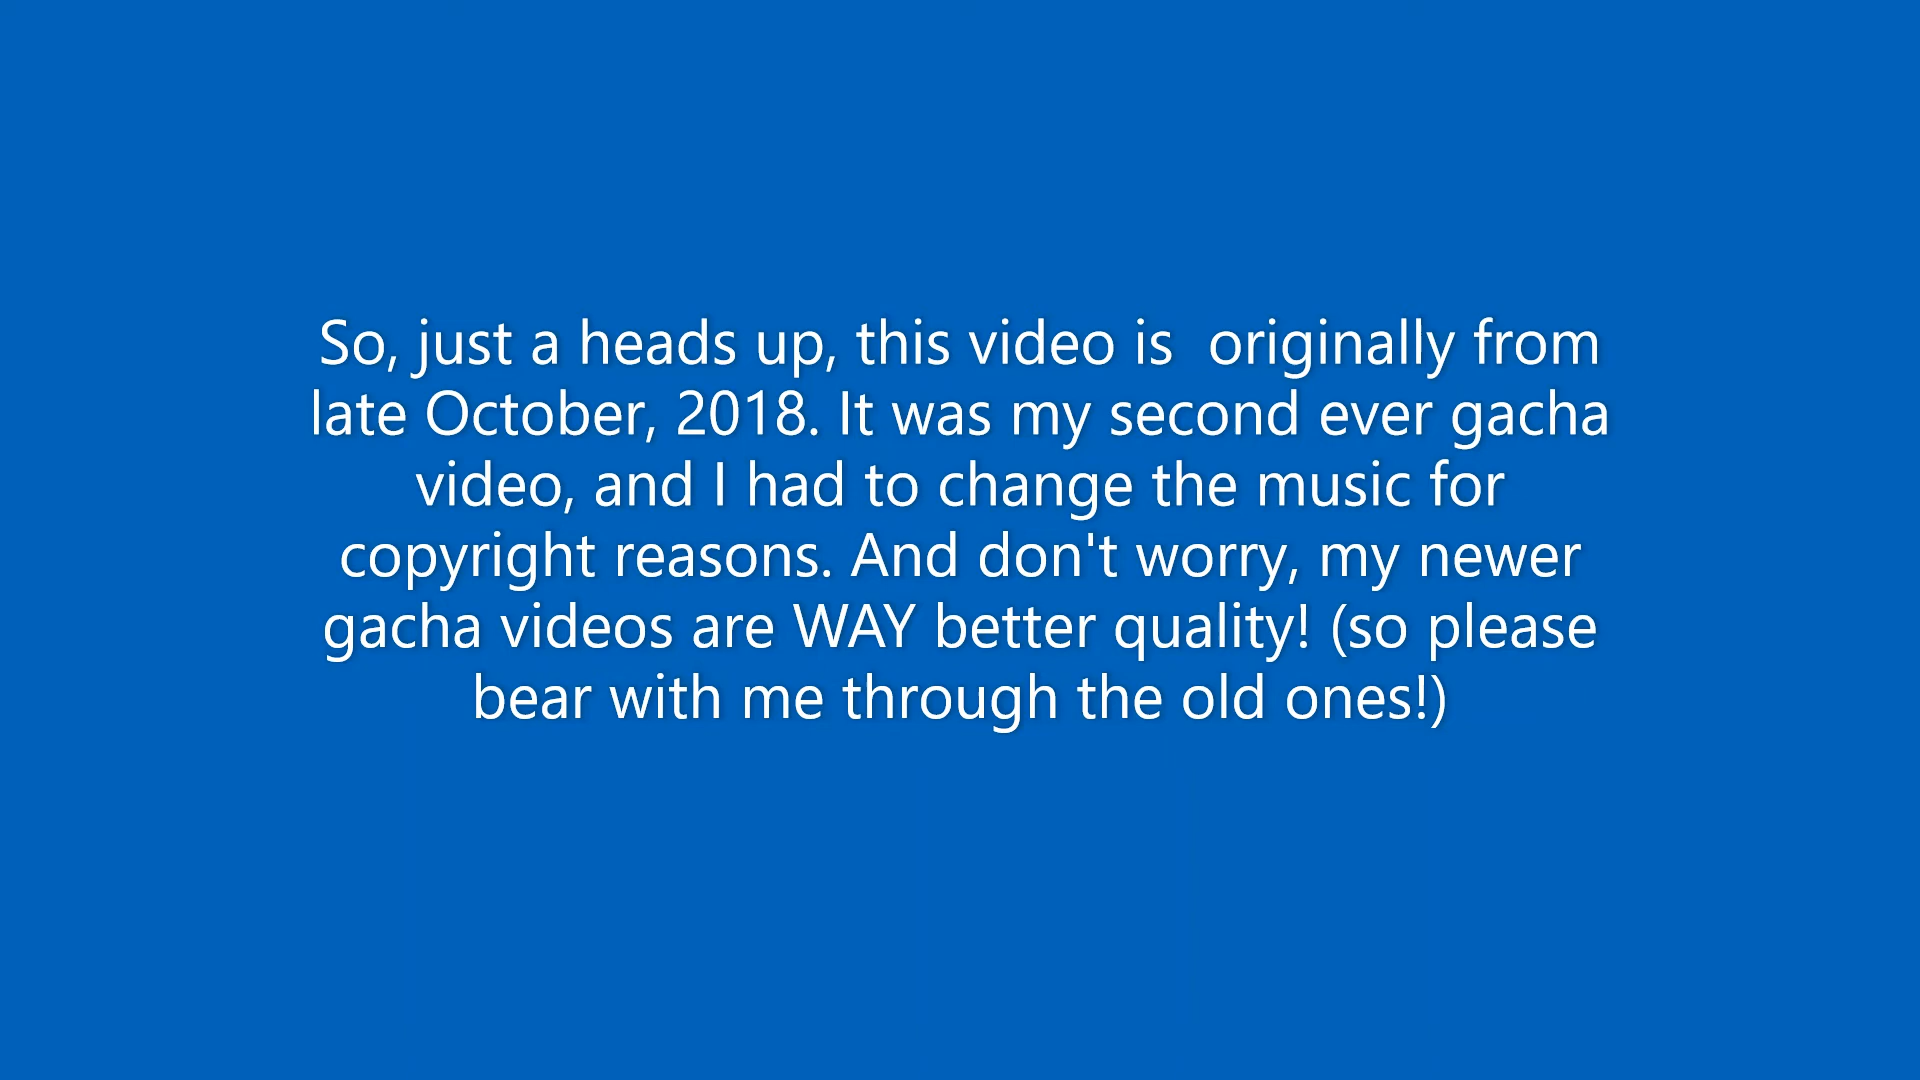 So, just a heads up, this video is  originally from
late October, 2018. It was my second ever gacha
video, and I had to change the music for
copyright reasons. And don't worry, my newer
gacha videos are WAY better quality! (so please
bear with me through the old ones!)